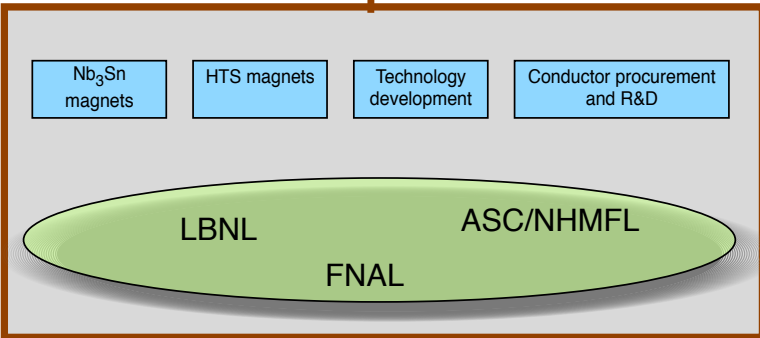 Nb₃Sn
magnets
HTS magnets
Technology
development
Conductor procurement
and R&D
LBNL
ASC/NHMFL
FNAL